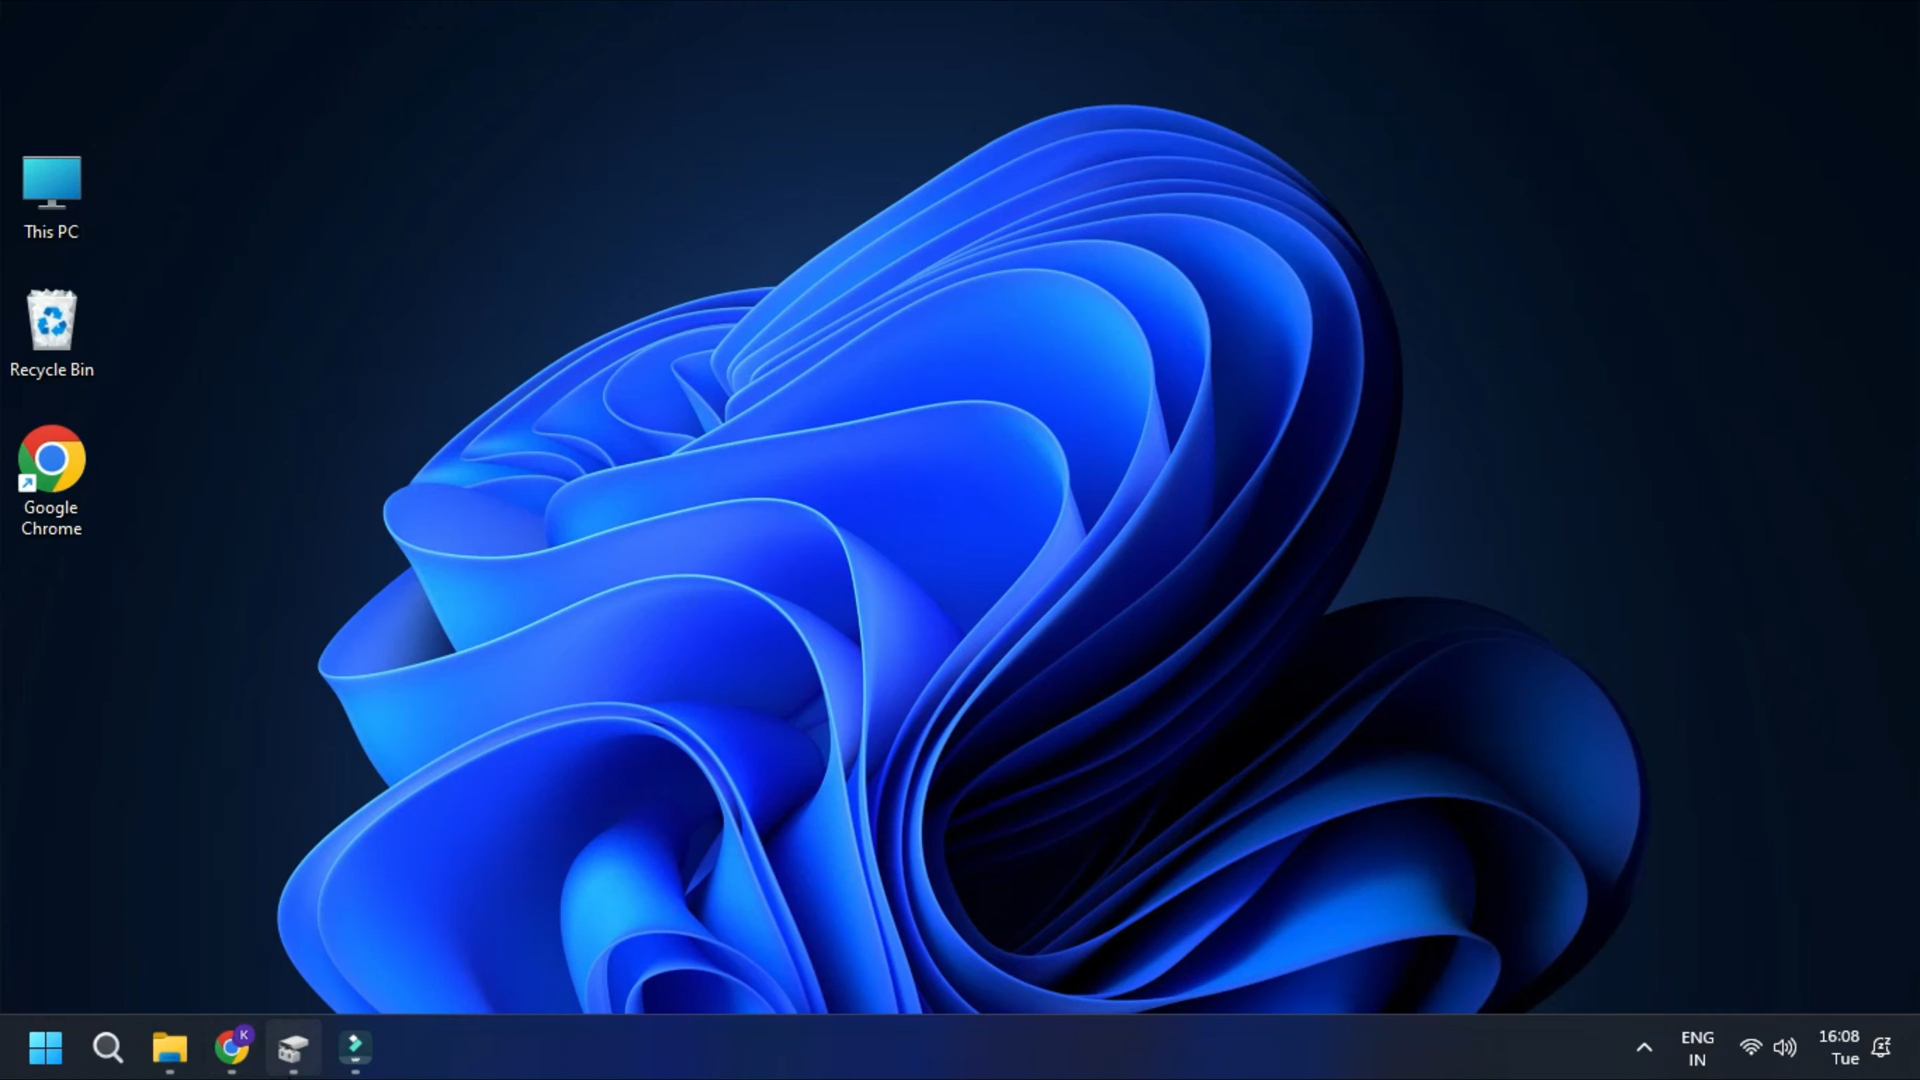 This PC
Recycle Bin
Google
Chrome
K
ENG
IN
16:08
Tue